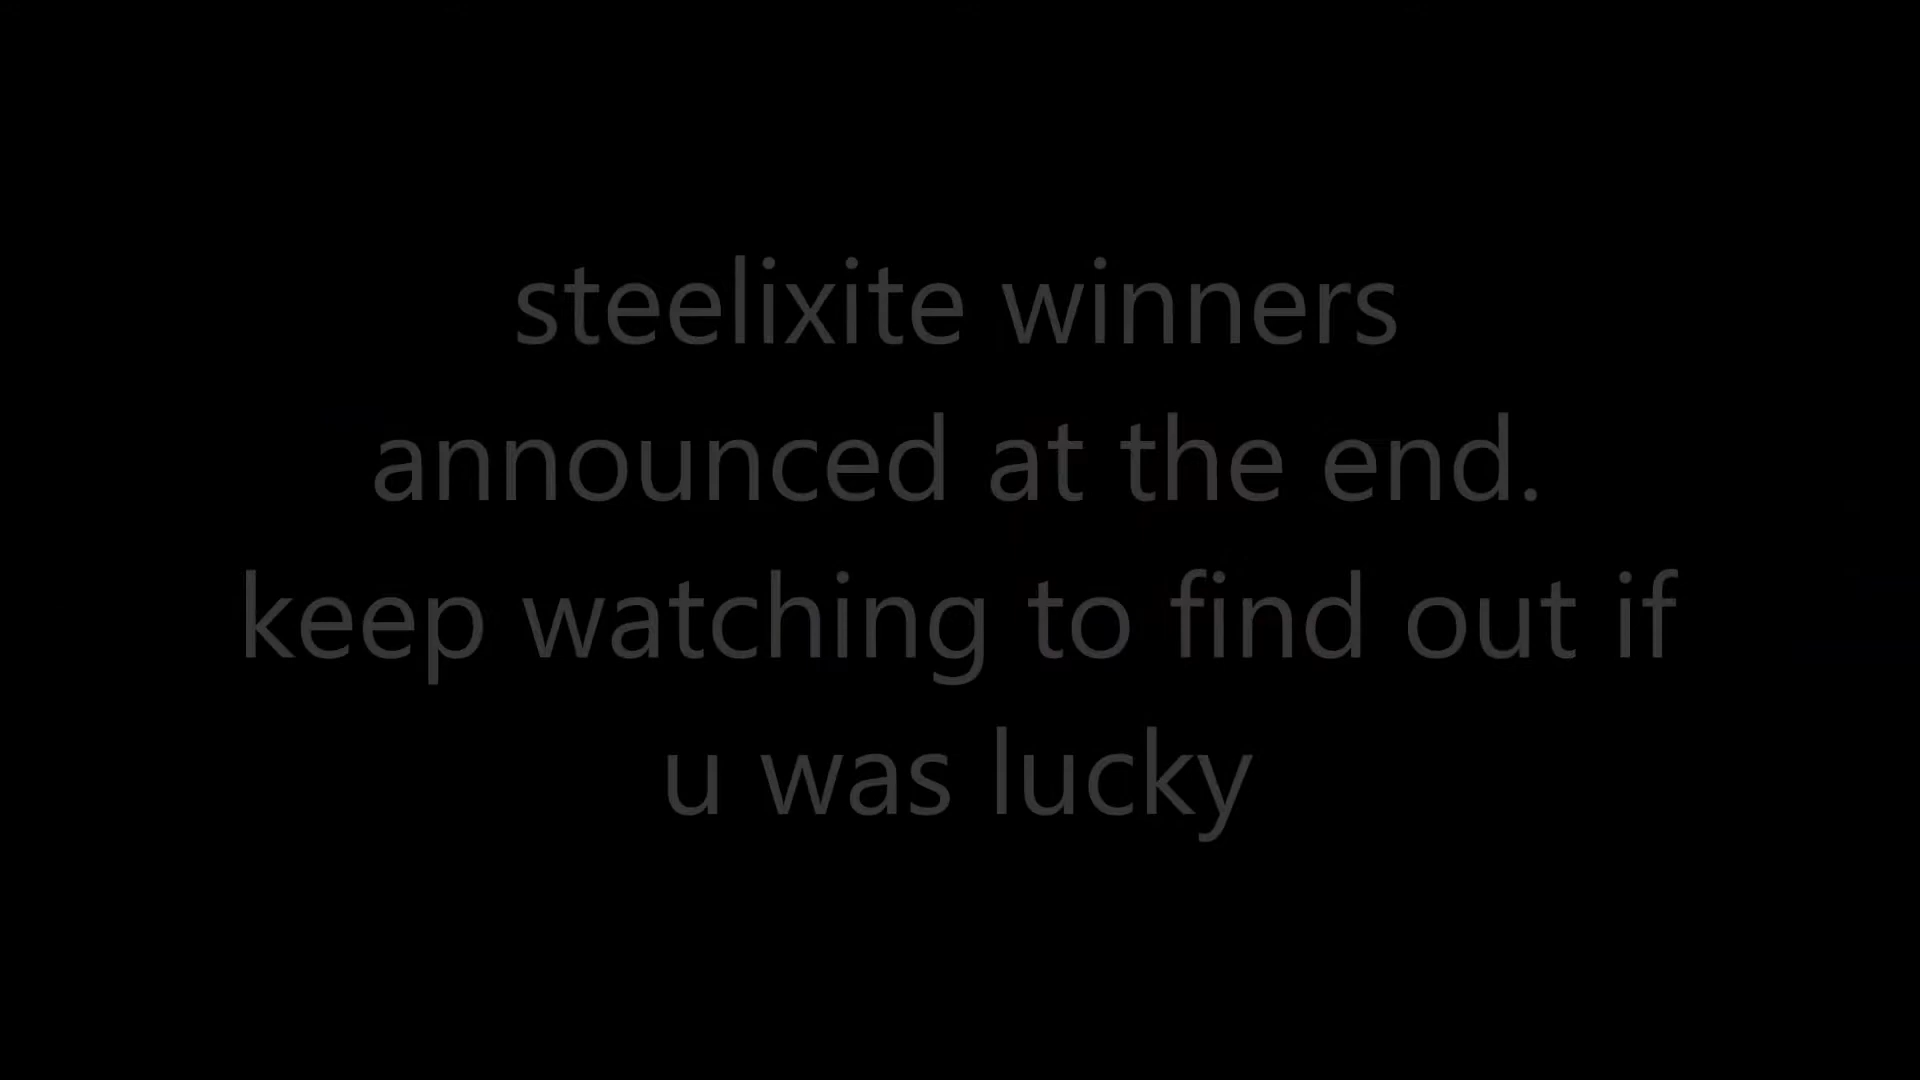 steelixite winners
announced at the end.
keep watching to find out if
u was lucky